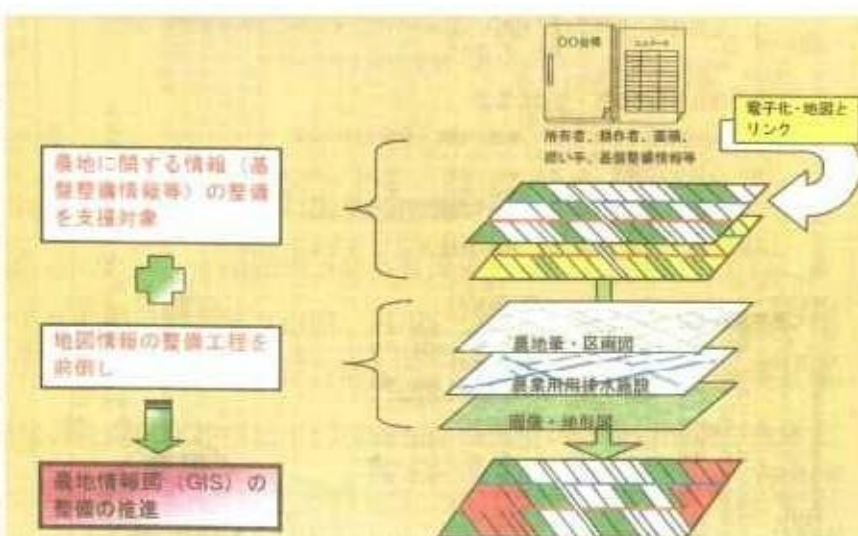 農地に関する情報（基
盤整備情報等）の整備
を支援対象
地図情報の整備工程を
前倒し
農地情報図（GIS）の
整備の推進
〇〇台帳
電子化・地図と
リンク
所有者、耕作者、面積、
担い手、基盤整備情報等
農地筆・区画図
農業用用排水施設
画像・地形図